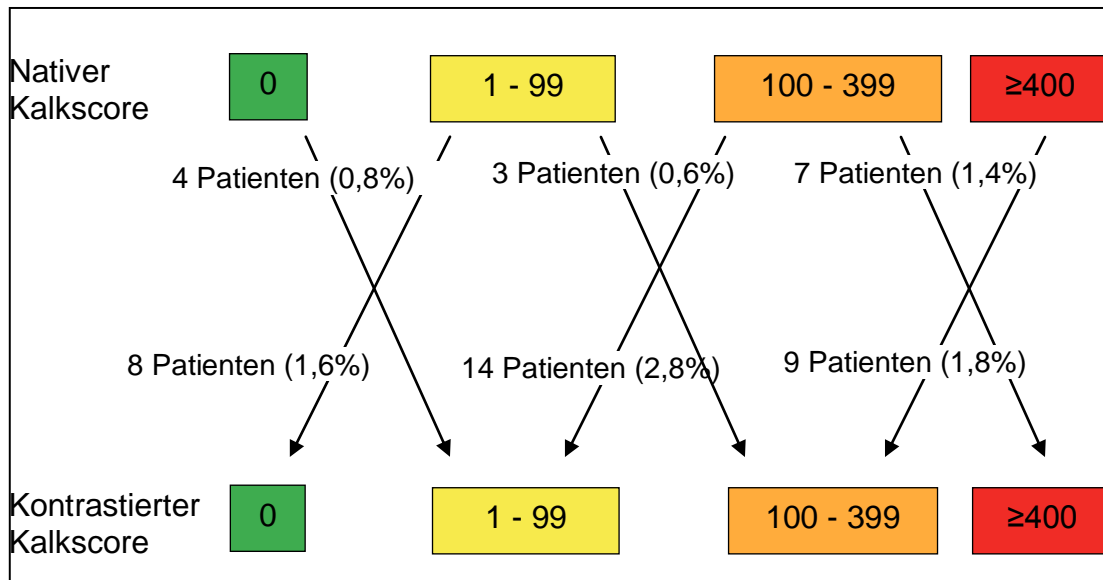 Nativer
Kalkscore
0
1 - 99
100 - 399
≥400
4 Patienten (0,8%)
3 Patienten (0,6%)
7 Patienten (1,4%)
8 Patienten (1,6%)
14 Patienten (2,8%)
9 Patienten (1,8%)
Kontrastierter
Kalkscore
0
1 - 99
100 - 399
≥400